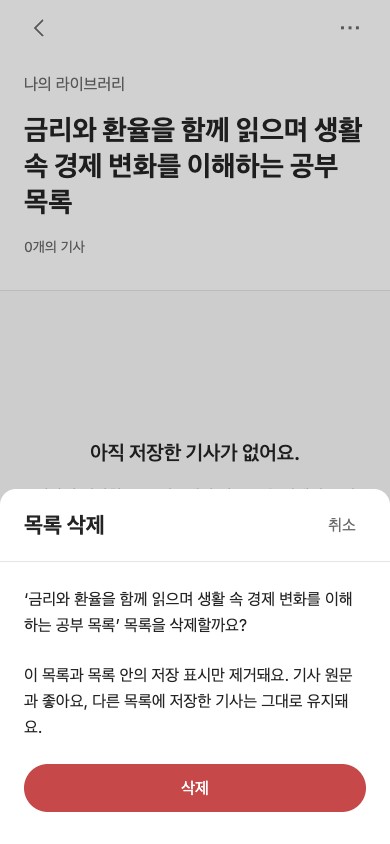 나의 라이브러리
금리와 환율을 함께 읽으며 생활
속 경제 변화를 이해하는 공부
목록
0개의 기사
아직 저장한 기사가 없어요.
목록 삭제
취소
‘금리와 환율을 함께 읽으며 생활 속 경제 변화를 이해
하는 공부 목록’ 목록을 삭제할까요?
이 목록과 목록 안의 저장 표시만 제거돼요. 기사 원문
과 좋아요, 다른 목록에 저장한 기사는 그대로 유지돼
요.
삭제